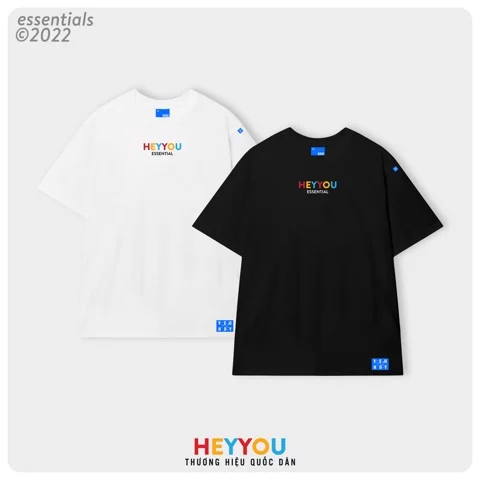 essentials
©2022
HEYYOU
ESSENTIAL
HEYYOU
ESSENTIAL
HEYYOU
THƯƠNG HIỆU QUỐC DÂN